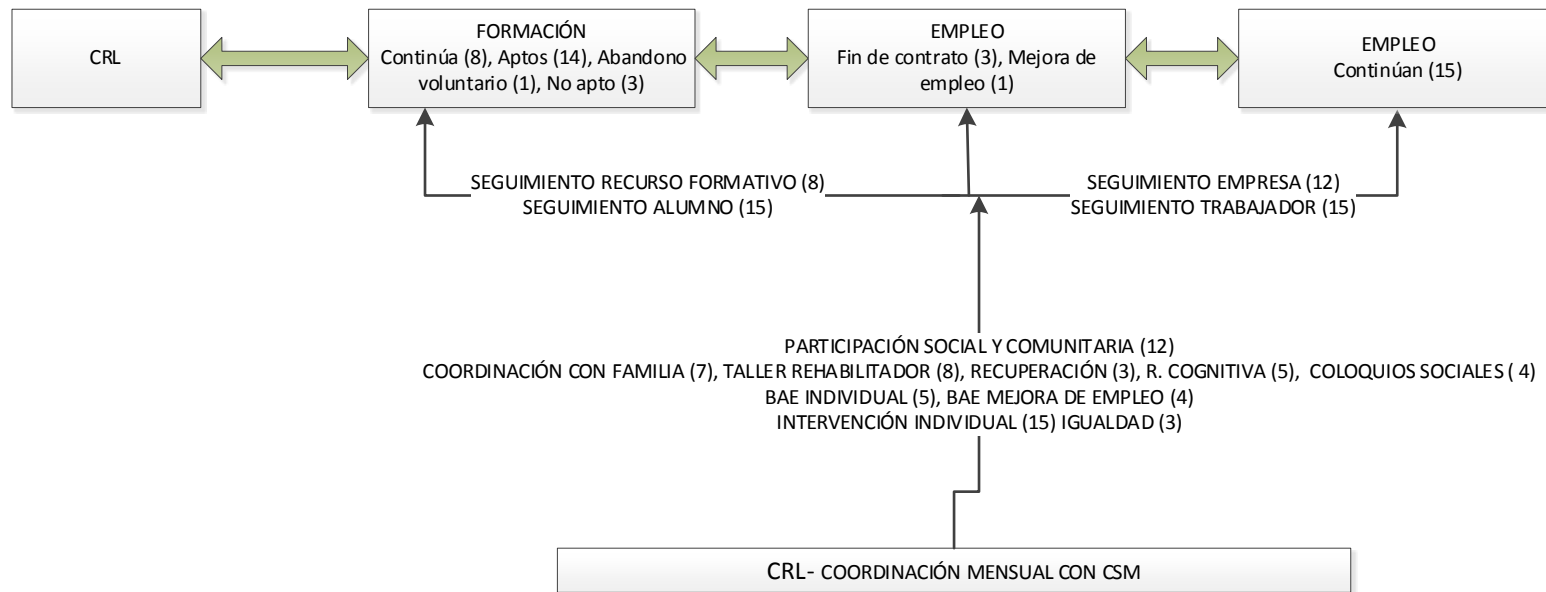 CRL
FORMACIÓN
Continúa (8), Aptos (14), Abandono
voluntario (1), No apto (3)
EMPLEO
Fin de contrato (3), Mejora de
empleo (1)
EMPLEO
Continúan (15)
SEGUIMIENTO RECURSO FORMATIVO (8)
SEGUIMIENTO ALUMNO (15)
SEGUIMIENTO EMPRESA (12)
SEGUIMIENTO TRABAJADOR (15)
PARTICIPACIÓN SOCIAL Y COMUNITARIA (12)
COORDINACIÓN CON FAMILIA (7), TALLER REHABILITADOR (8), RECUPERACIÓN (3), R. COGNITIVA (5), COLOQUIOS SOCIALES ( 4)
BAE INDIVIDUAL (5), BAE MEJORA DE EMPLEO (4)
INTERVENCIÓN INDIVIDUAL (15) IGUALDAD (3)
CRL- COORDINACIÓN MENSUAL CON CSM